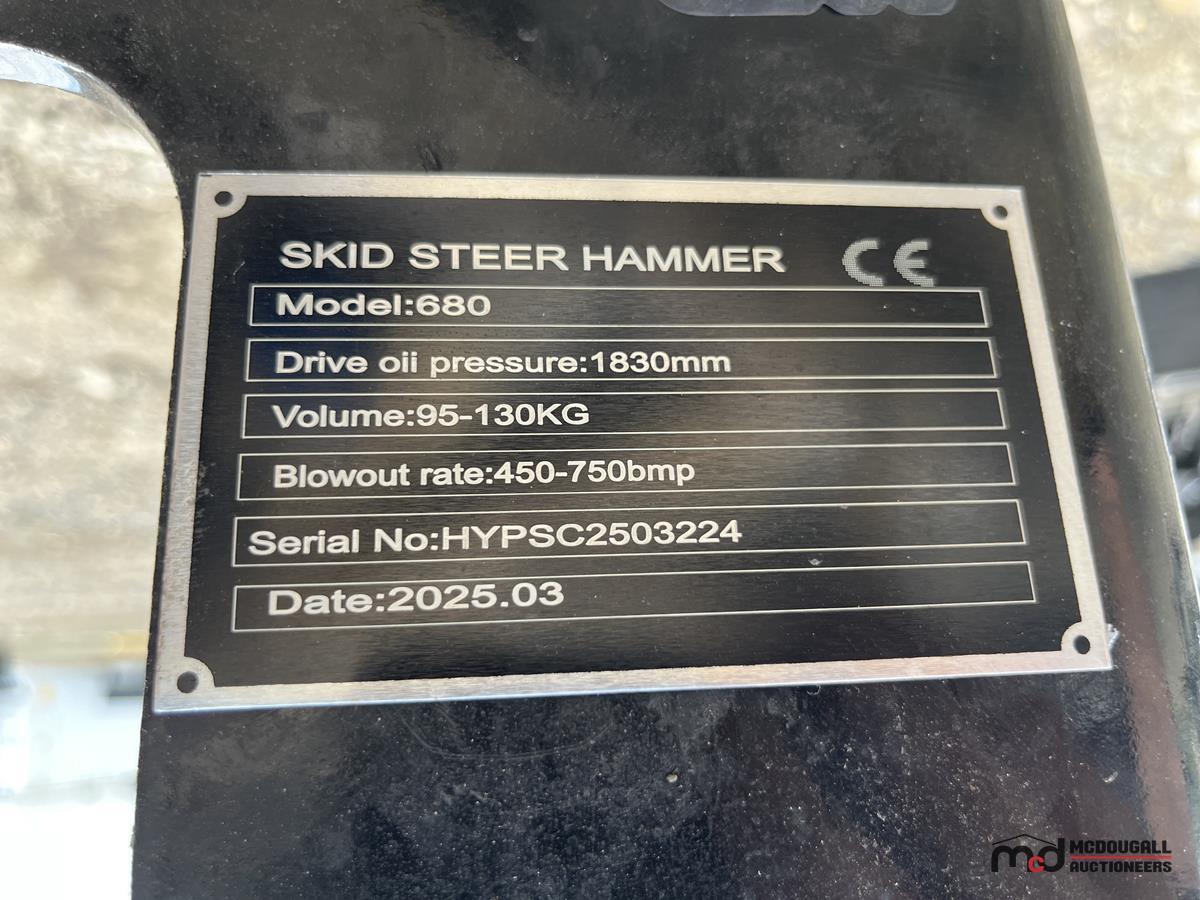 SKID STEER HAMMER CE
Model:680
Drive oii pressure:1830mm
Volume:95-130KG
Blowout rate:450-750bmp
Serial No:HYPSC2503224
Date:2025.03
mcd MCDOUGALL
AUCTIONEERS